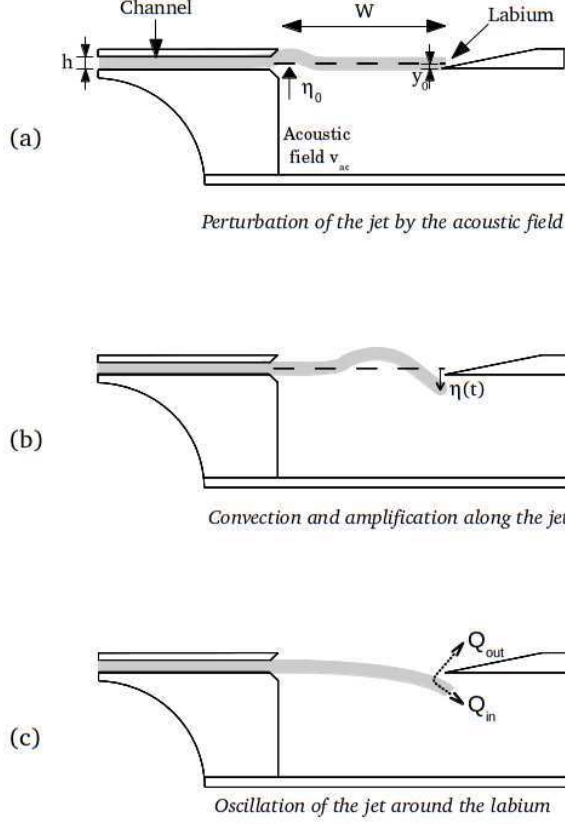 Channel
W
Labium
h
η0
y0
(a)
Acoustic
field vac
Perturbation of the jet by the acoustic field
(b)
η(t)
Convection and amplification along the jet
(c)
Qout
Qin
Oscillation of the jet around the labium